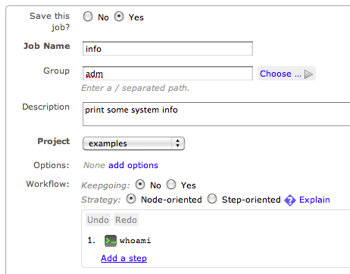 Save this No Yes
job?
Job Name info
Group adm Choose ...
Enter a / separated path.
Description print some system info
Project examples
Options: None add options
Workflow: Keepgoing: No Yes
Strategy: Node-oriented Step-oriented ? Explain
Undo Redo
1. whoami
Add a step